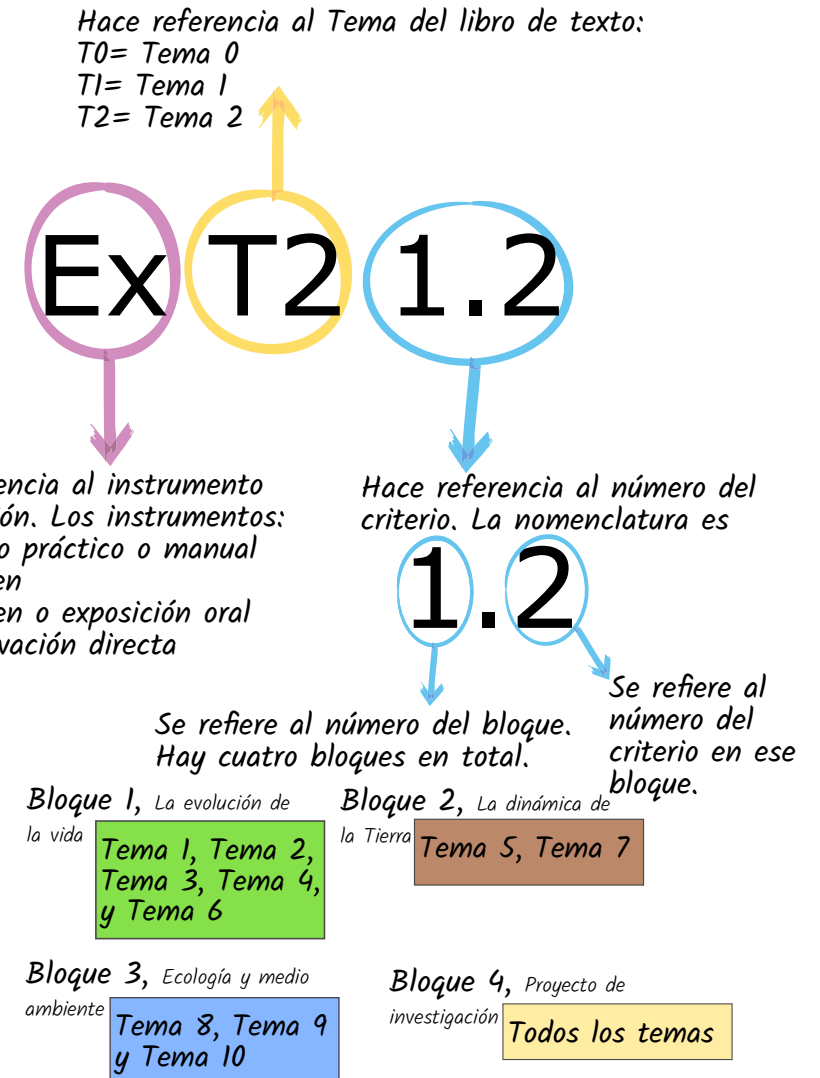 Hace referencia al Tema del libro de texto:
T0= Tema 0
T1= Tema 1
T2= Tema 2
Ex T2 1.2
encia al instrumento
ón. Los instrumentos:
o práctico o manual
en
en o exposición oral
vación directa
Hace referencia al número del
criterio. La nomenclatura es
1.2
Se refiere al número del bloque.
Hay cuatro bloques en total.
Se refiere al
número del
criterio en ese
bloque.
Bloque 1, La evolución de
la vida
Tema 1, Tema 2,
Tema 3, Tema 4,
y Tema 6
Bloque 2, La dinámica de
la Tierra
Tema 5, Tema 7
Bloque 3, Ecología y medio
ambiente
Tema 8, Tema 9
y Tema 10
Bloque 4, Proyecto de
investigación
Todos los temas